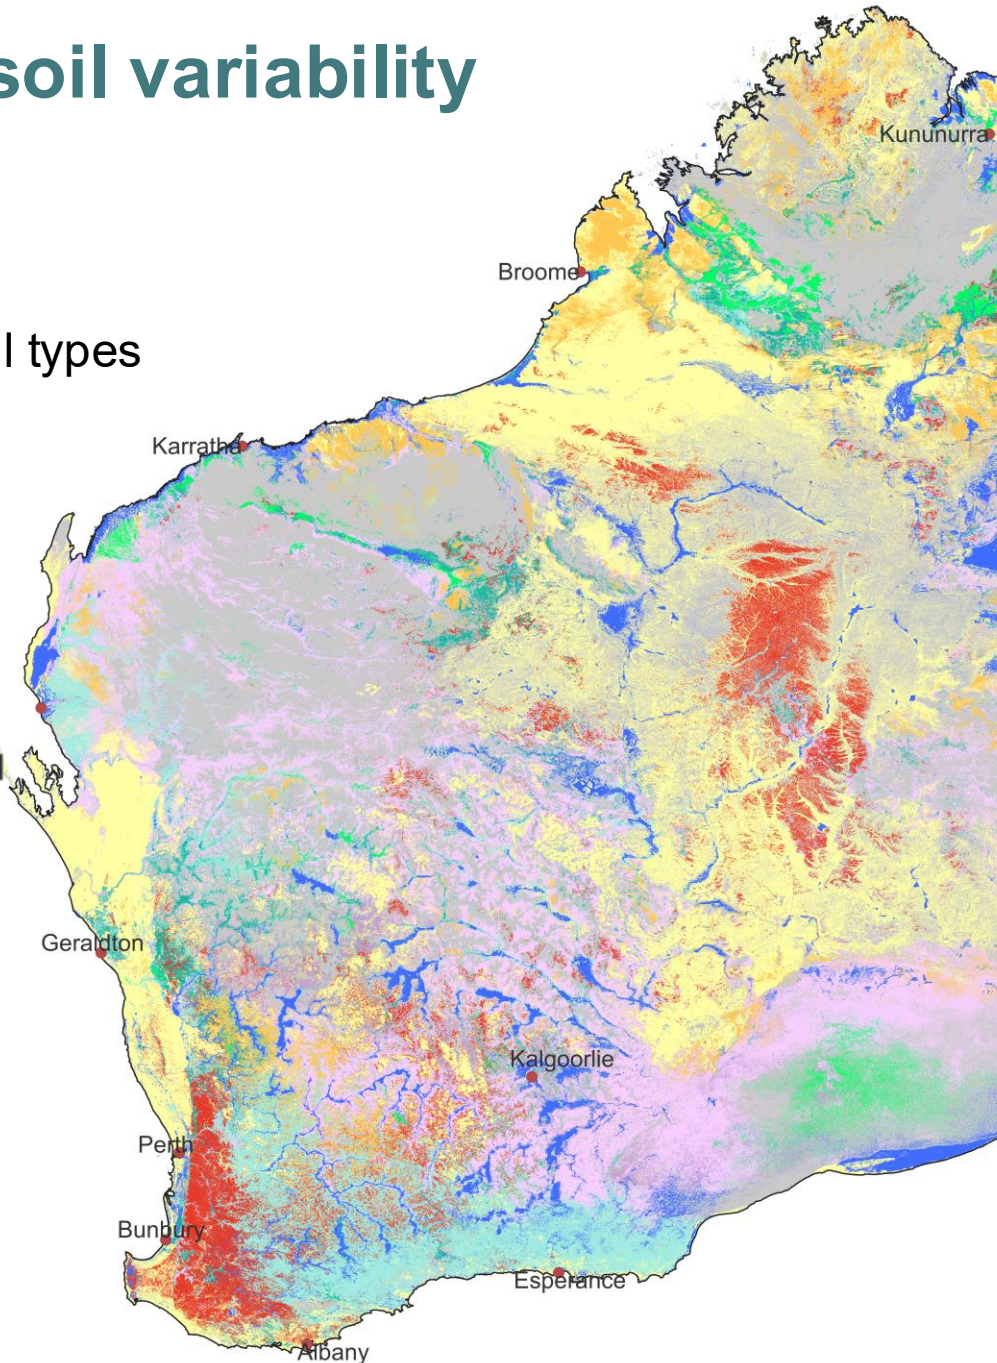 soil variability
Kununurra
Broome
l types
Karratha
Geraldton
Kalgoorlie
Perth
Bunbury
Esperance
Albany